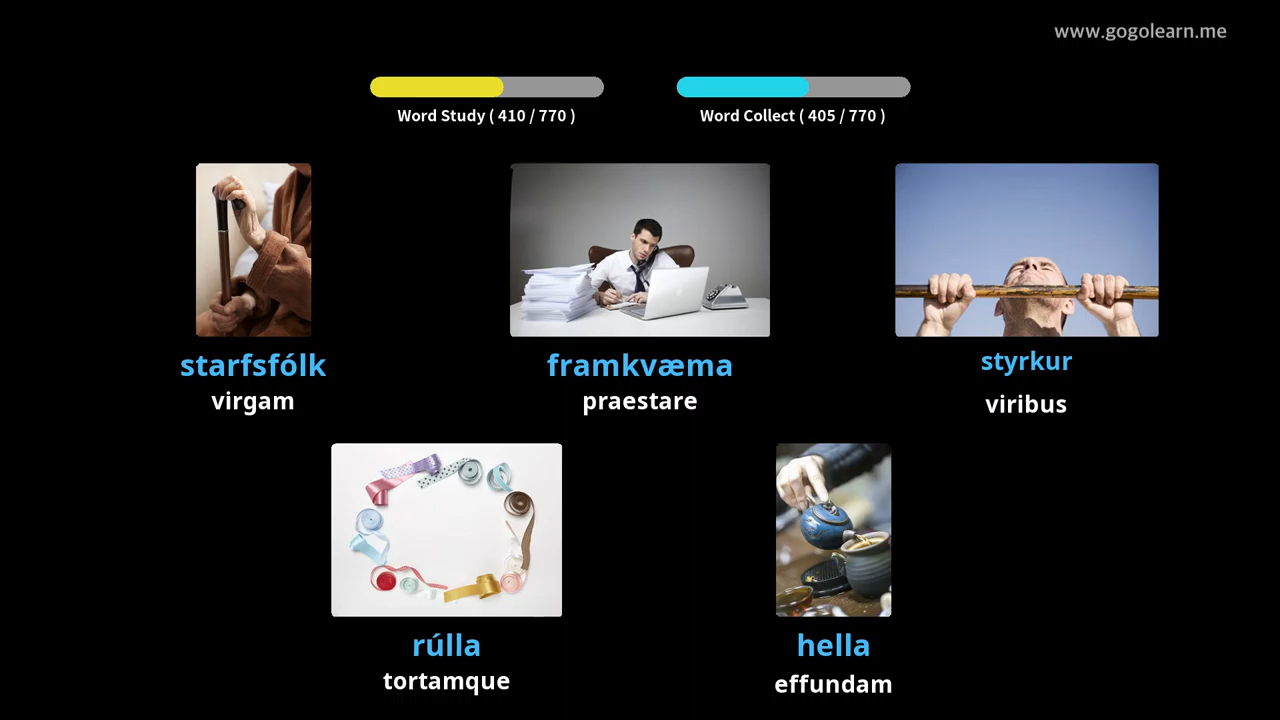 www.gogolearn.me
Word Study ( 410 / 770 )
Word Collect ( 405 / 770 )
starfsfólk
virgam
framkvæma
praestare
styrkur
viribus
rúlla
tortamque
hella
effundam